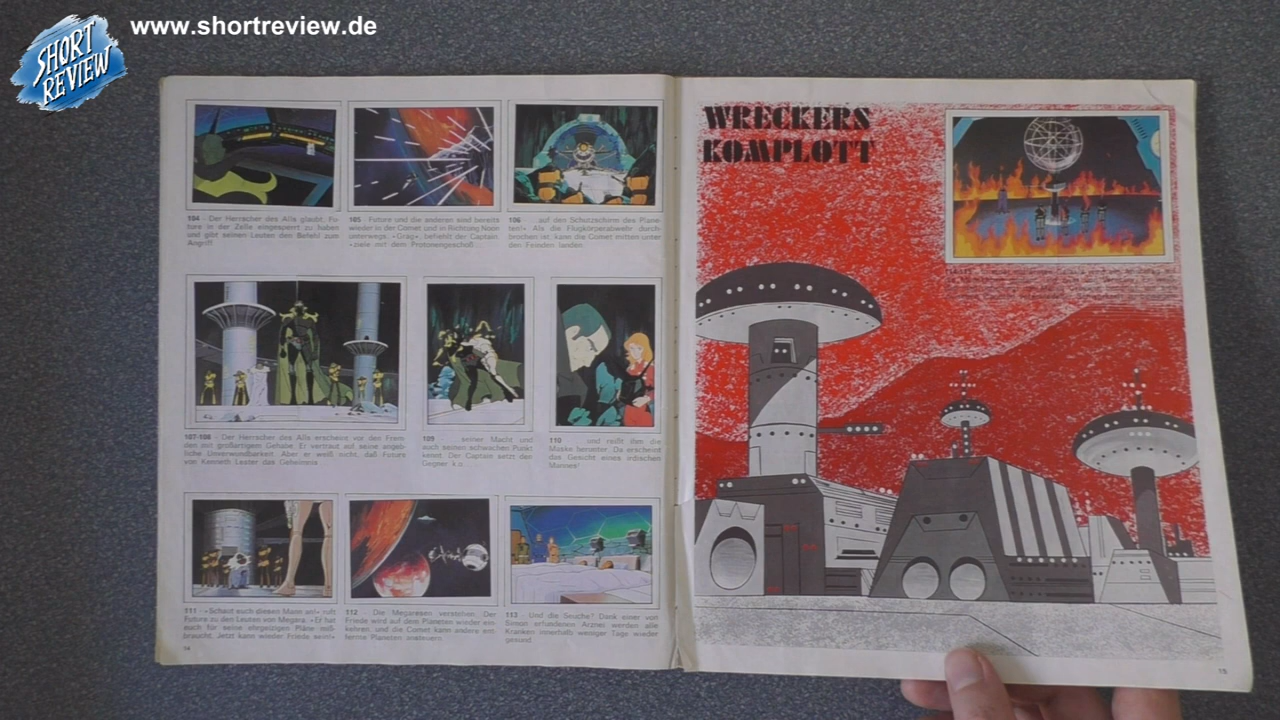 SHORT
REVIEW
www.shortreview.de
104 - Der Herrscher des Alls glaubt, Fu-
ture in der Zelle eingesperrt zu haben
und gibt seinen Leuten den Befehl zum
Angriff.
105 - Future und die anderen sind bereits
wieder in der Comet und in Richtung Noon
unterwegs. «Grag», befiehlt der Captain,
«ziele mit dem Protonengeschoß
106 auf den Schutzschirm des Plane-
ten!» Als die Flugkörperabwehr durch-
brochen ist, kann die Comet mitten unter
den Feinden landen.
107-108 - Der Herrscher des Alls erscheint vor den Frem-
den mit großartigem Gehabe. Er vertraut auf seine angeb-
liche Unverwundbarkeit. Aber er weiß nicht, daß Future
von Kenneth Lester das Geheimnis
109 seiner Macht und
auch seinen schwachen Punkt
kennt. Der Captain setzt den
Gegner k.o.
110 und reißt ihm die
Maske herunter. Da erscheint
das Gesicht eines irdischen
Mannes!
111 - «Schaut euch diesen Mann an!» ruft
Future zu den Leuten von Megara. «Er hat
euch für seine ehrgeizigen Pläne miß-
braucht. Jetzt kann wieder Friede sein!»
112 - Die Megaresen verstehen. Der
Friede wird auf dem Planeten wieder ein-
kehren, und die Comet kann andere ent-
fernte Planeten ansteuern.
113 - Und die Seuche? Dank einer von
Simon erfundenen Arznei werden alle
Kranken innerhalb weniger Tage wieder
gesund.
14
WRECKERS
KOMPLOTT
15